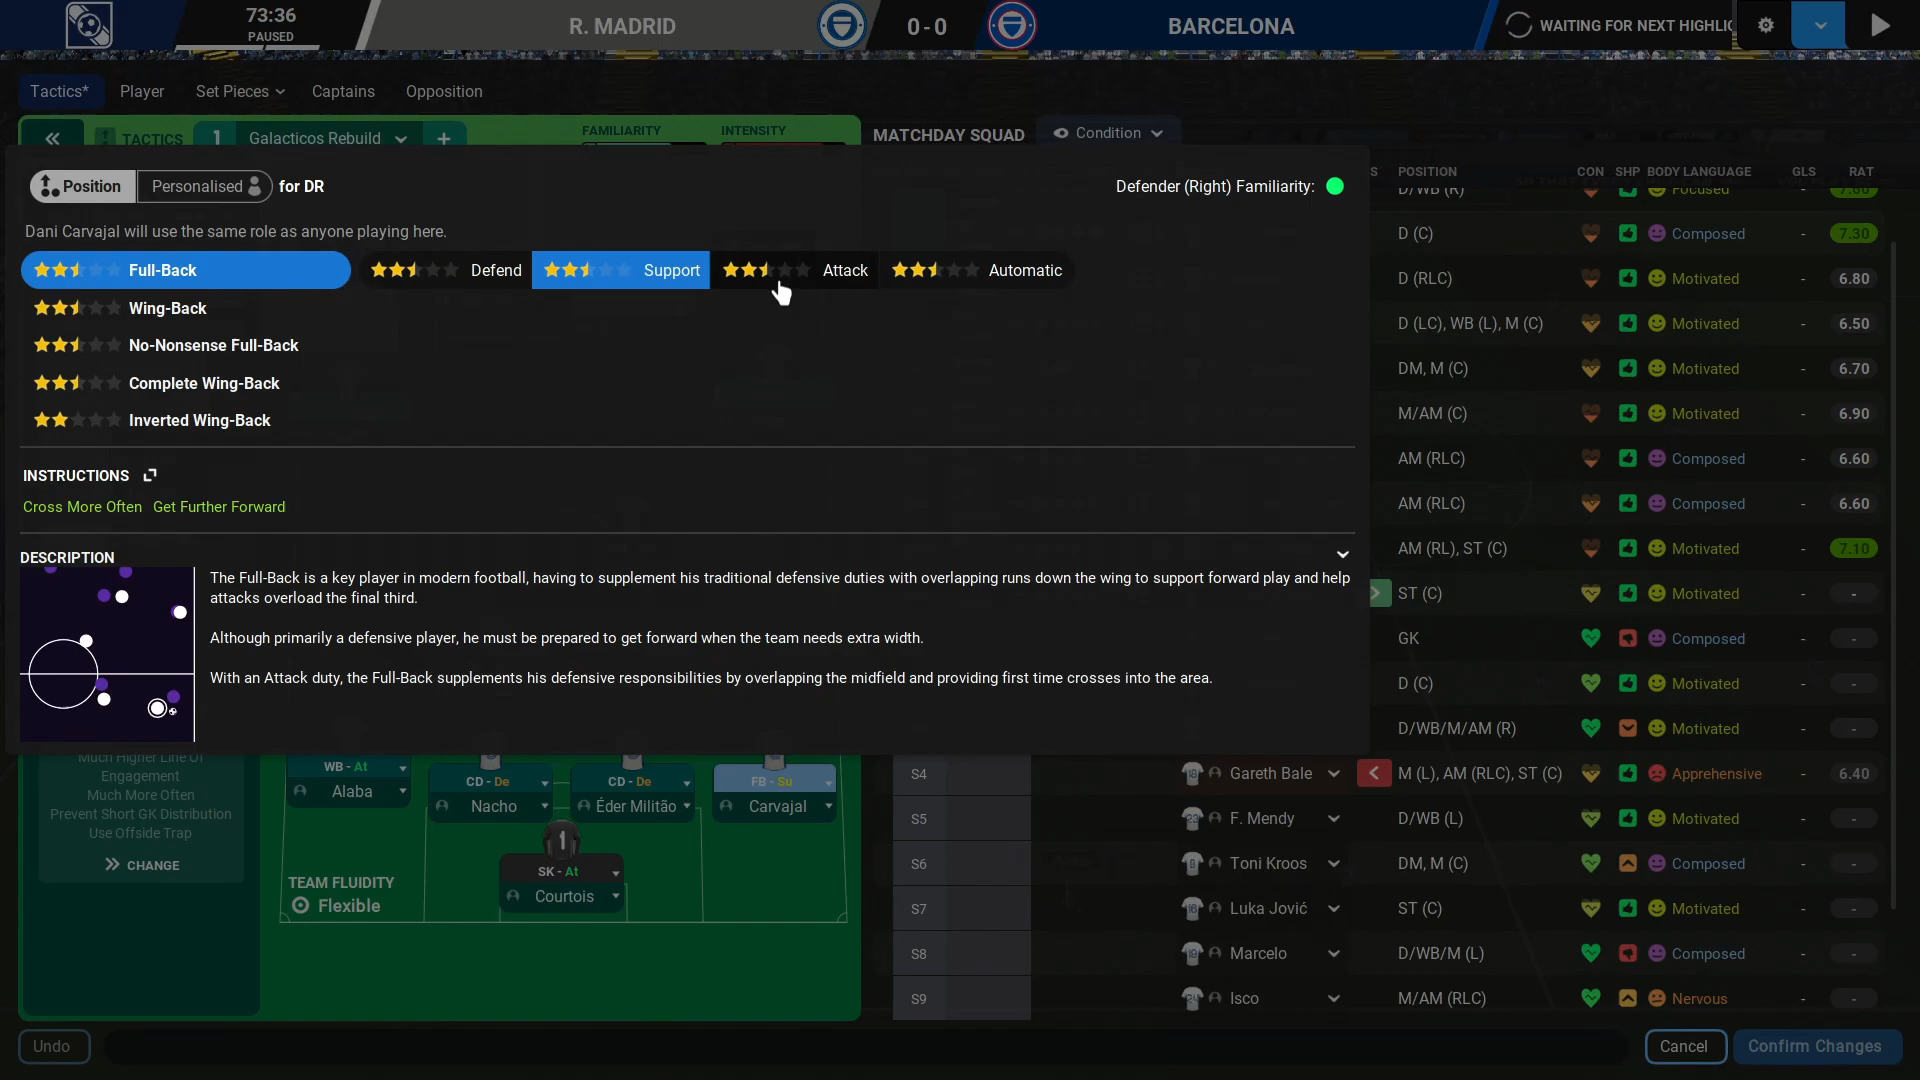 73:36
PAUSED
R. MADRID
0 - 0
BARCELONA
WAITING FOR NEXT HIGHLIG
Tactics*
Player
Set Pieces
Captains
Opposition
TACTICS
1
Galacticos Rebuild
FAMILIARITY
INTENSITY
MATCHDAY SQUAD
Condition
Position
Personalised
for DR
Defender (Right) Familiarity:
Dani Carvajal will use the same role as anyone playing here.
Full-Back
Defend
Support
Attack
Automatic
Wing-Back
No-Nonsense Full-Back
Complete Wing-Back
Inverted Wing-Back
INSTRUCTIONS
Cross More Often Get Further Forward
DESCRIPTION
The Full-Back is a key player in modern football, having to supplement his traditional defensive duties with overlapping runs down the wing to support forward play and help
attacks overload the final third.
Although primarily a defensive player, he must be prepared to get forward when the team needs extra width.
With an Attack duty, the Full-Back supplements his defensive responsibilities by overlapping the midfield and providing first time crosses into the area.
S POSITION CON SHP BODY LANGUAGE GLS RAT
D/WB (R) Focused - 7.60
D (C) Composed - 7.30
D (RLC) Motivated - 6.80
D (LC), WB (L), M (C) Motivated - 6.50
DM, M (C) Motivated - 6.70
M/AM (C) Motivated - 6.90
AM (RLC) Composed - 6.60
AM (RLC) Composed - 6.60
AM (RL), ST (C) Motivated - 7.10
ST (C) Motivated - -
GK Composed - -
D (C) Motivated - -
D/WB/M/AM (R) Motivated - -
S4 Gareth Bale M (L), AM (RLC), ST (C) Apprehensive - 6.40
S5 F. Mendy D/WB (L) Motivated - -
S6 Toni Kroos DM, M (C) Composed - -
S7 Luka Jović ST (C) Motivated - -
S8 Marcelo D/WB/M (L) Composed - -
S9 Isco M/AM (RLC) Nervous - -
Much Higher Line Of
Engagement
Much More Often
Prevent Short GK Distribution
Use Offside Trap
CHANGE
WB - At
Alaba
CD - De
Nacho
CD - De
Éder Militão
FB - Su
Carvajal
1
SK - At
Courtois
TEAM FLUIDITY
Flexible
Undo
Cancel
Confirm Changes